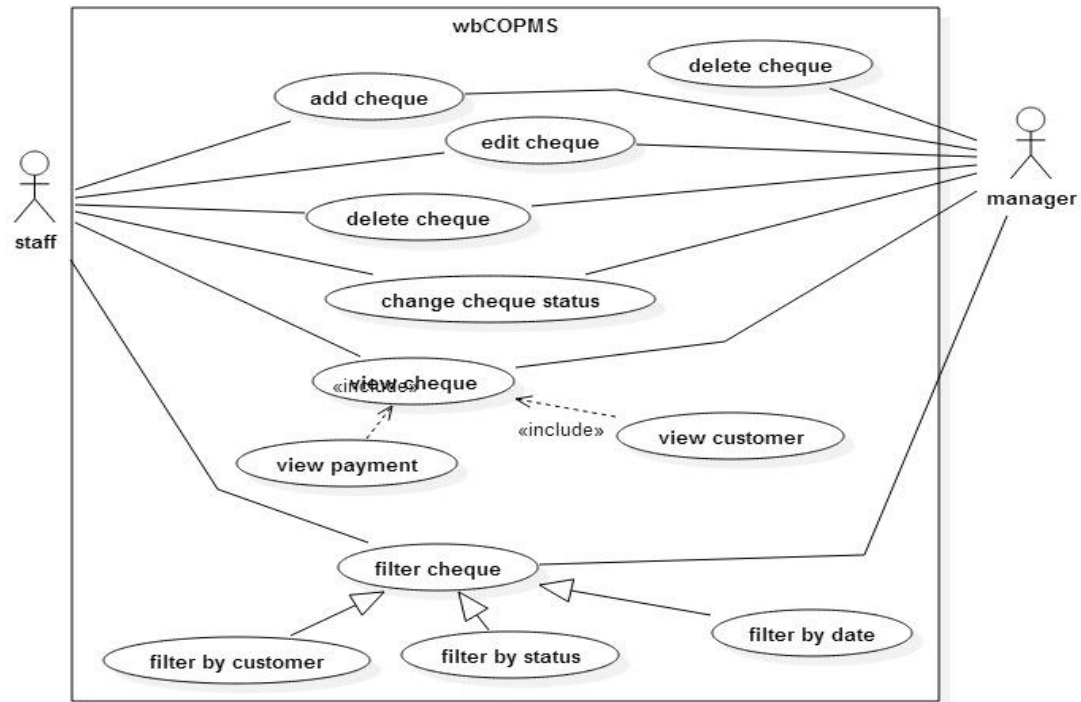 wbCOPMS
delete cheque
add cheque
edit cheque
staff
manager
delete cheque
change cheque status
view cheque
«include»
«include»
view customer
view payment
filter cheque
filter by customer
filter by status
filter by date